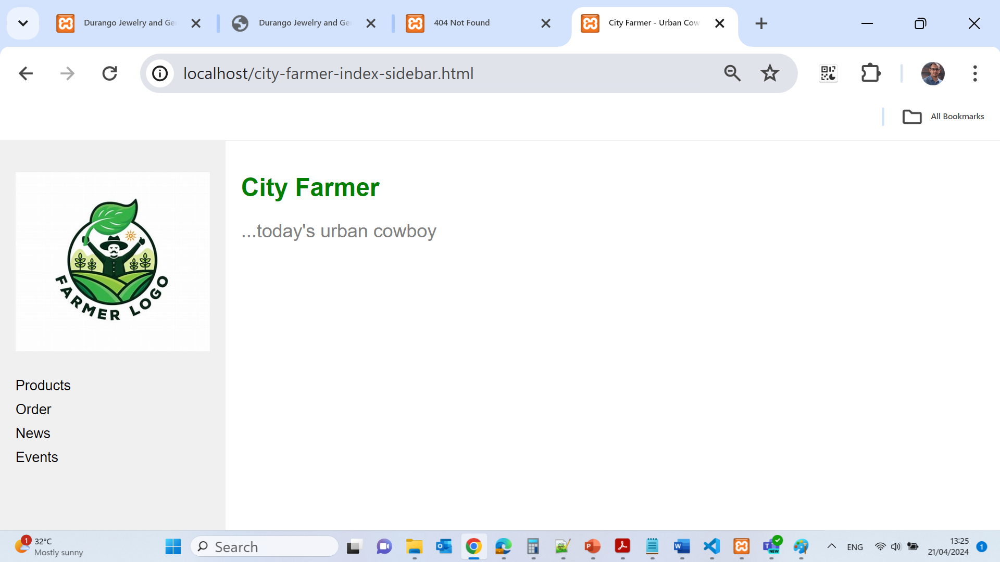 Durango Jewelry and Ge
Durango Jewelry and Ge
404 Not Found
City Farmer - Urban Cow
localhost/city-farmer-index-sidebar.html
All Bookmarks
FARMER LOGO
City Farmer
...today's urban cowboy
Products
Order
News
Events
1
32°C
Mostly sunny
Search
NEW
ENG
13:25
21/04/2024
1